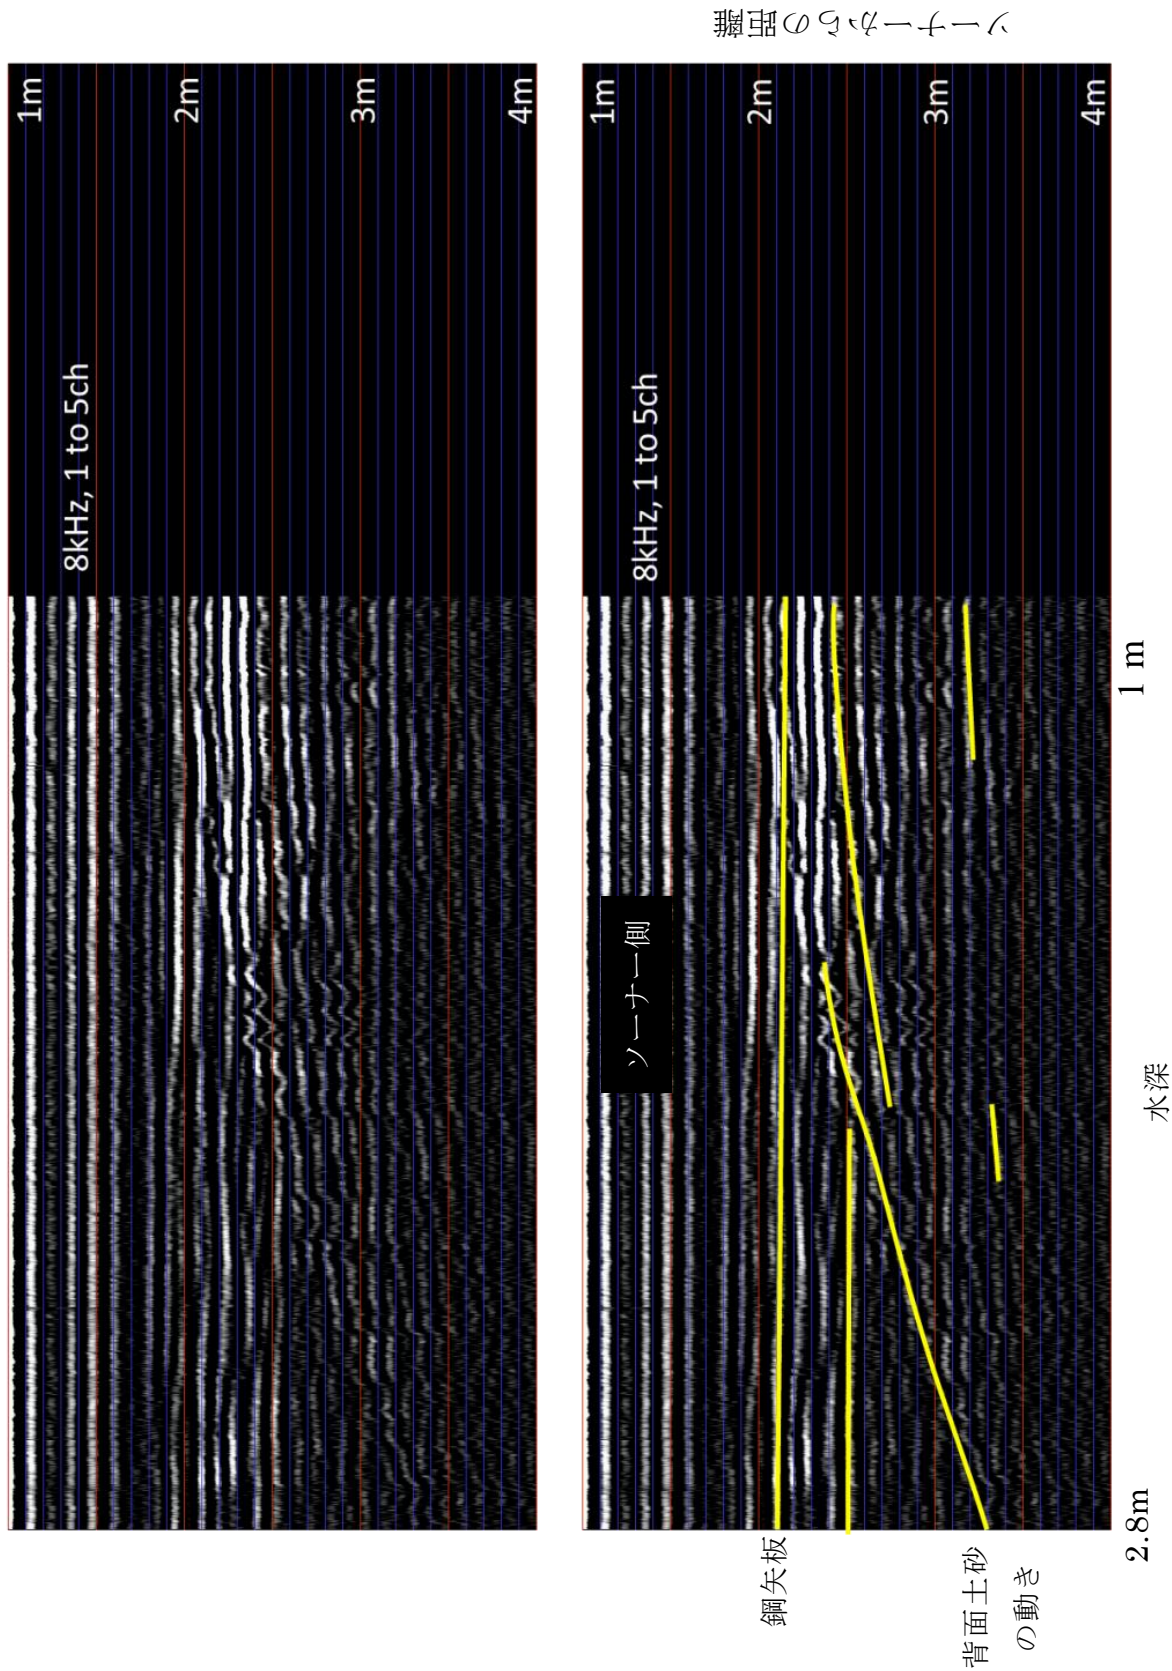 1m
2m
3m
4m
8kHz, 1 to 5ch
ソーナーからの距離
1m
2m
3m
4m
8kHz, 1 to 5ch
ソーナー側
鋼矢板
背面土砂
の動き
2.8m
水深
1 m